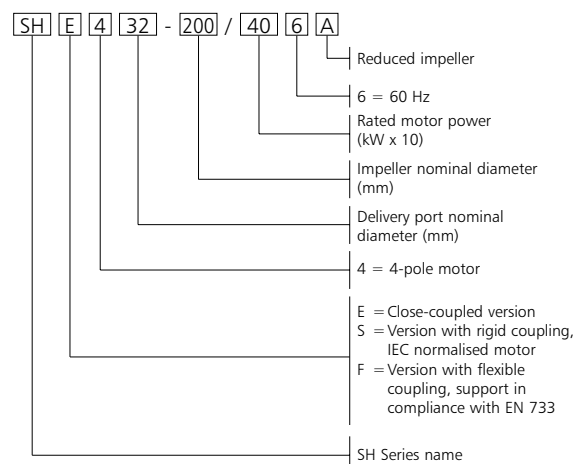 SH E 4 32 - 200 / 40 6 A
Reduced impeller
6 = 60 Hz
Rated motor power
(kW x 10)
Impeller nominal diameter
(mm)
Delivery port nominal
diameter (mm)
4 = 4-pole motor
E = Close-coupled version
S = Version with rigid coupling,
IEC normalised motor
F = Version with flexible
coupling, support in
compliance with EN 733
SH Series name